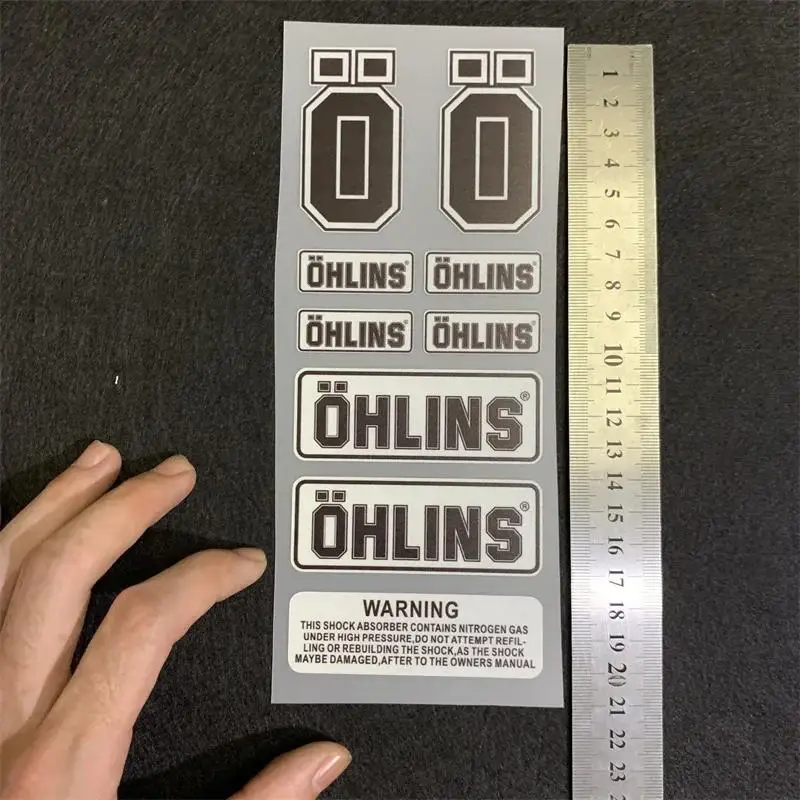 Ö Ö
ÖHLINS® ÖHLINS®
ÖHLINS® ÖHLINS®
ÖHLINS®
ÖHLINS®
WARNING
THIS SHOCK ABSORBER CONTAINS NITROGEN GAS
UNDER HIGH PRESSURE,DO NOT ATTEMPT REFIL-
LING OR REBUILDING THE SHOCK,AS THE SHOCK
MAYBE DAMAGED,AFTER TO THE OWNERS MANUAL
1
2
3
4
5
6
7
8
9
10
11
12
13
14
15
16
17
18
19
20
21
22
23